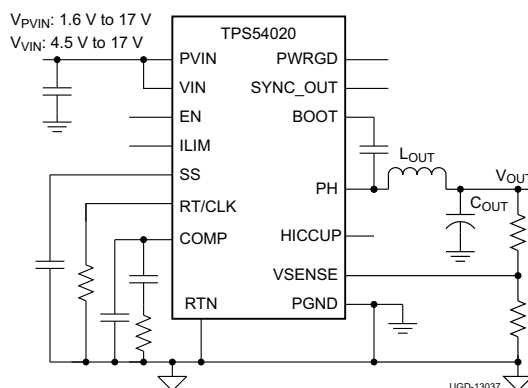 V_PVIN: 1.6 V to 17 V
V_VIN: 4.5 V to 17 V
TPS54020
PVIN
VIN
EN
ILIM
SS
RT/CLK
COMP
RTN
PWRGD
SYNC_OUT
BOOT
PH
HICCUP
VSENSE
PGND
L_OUT
V_OUT
C_OUT
UGD-13037